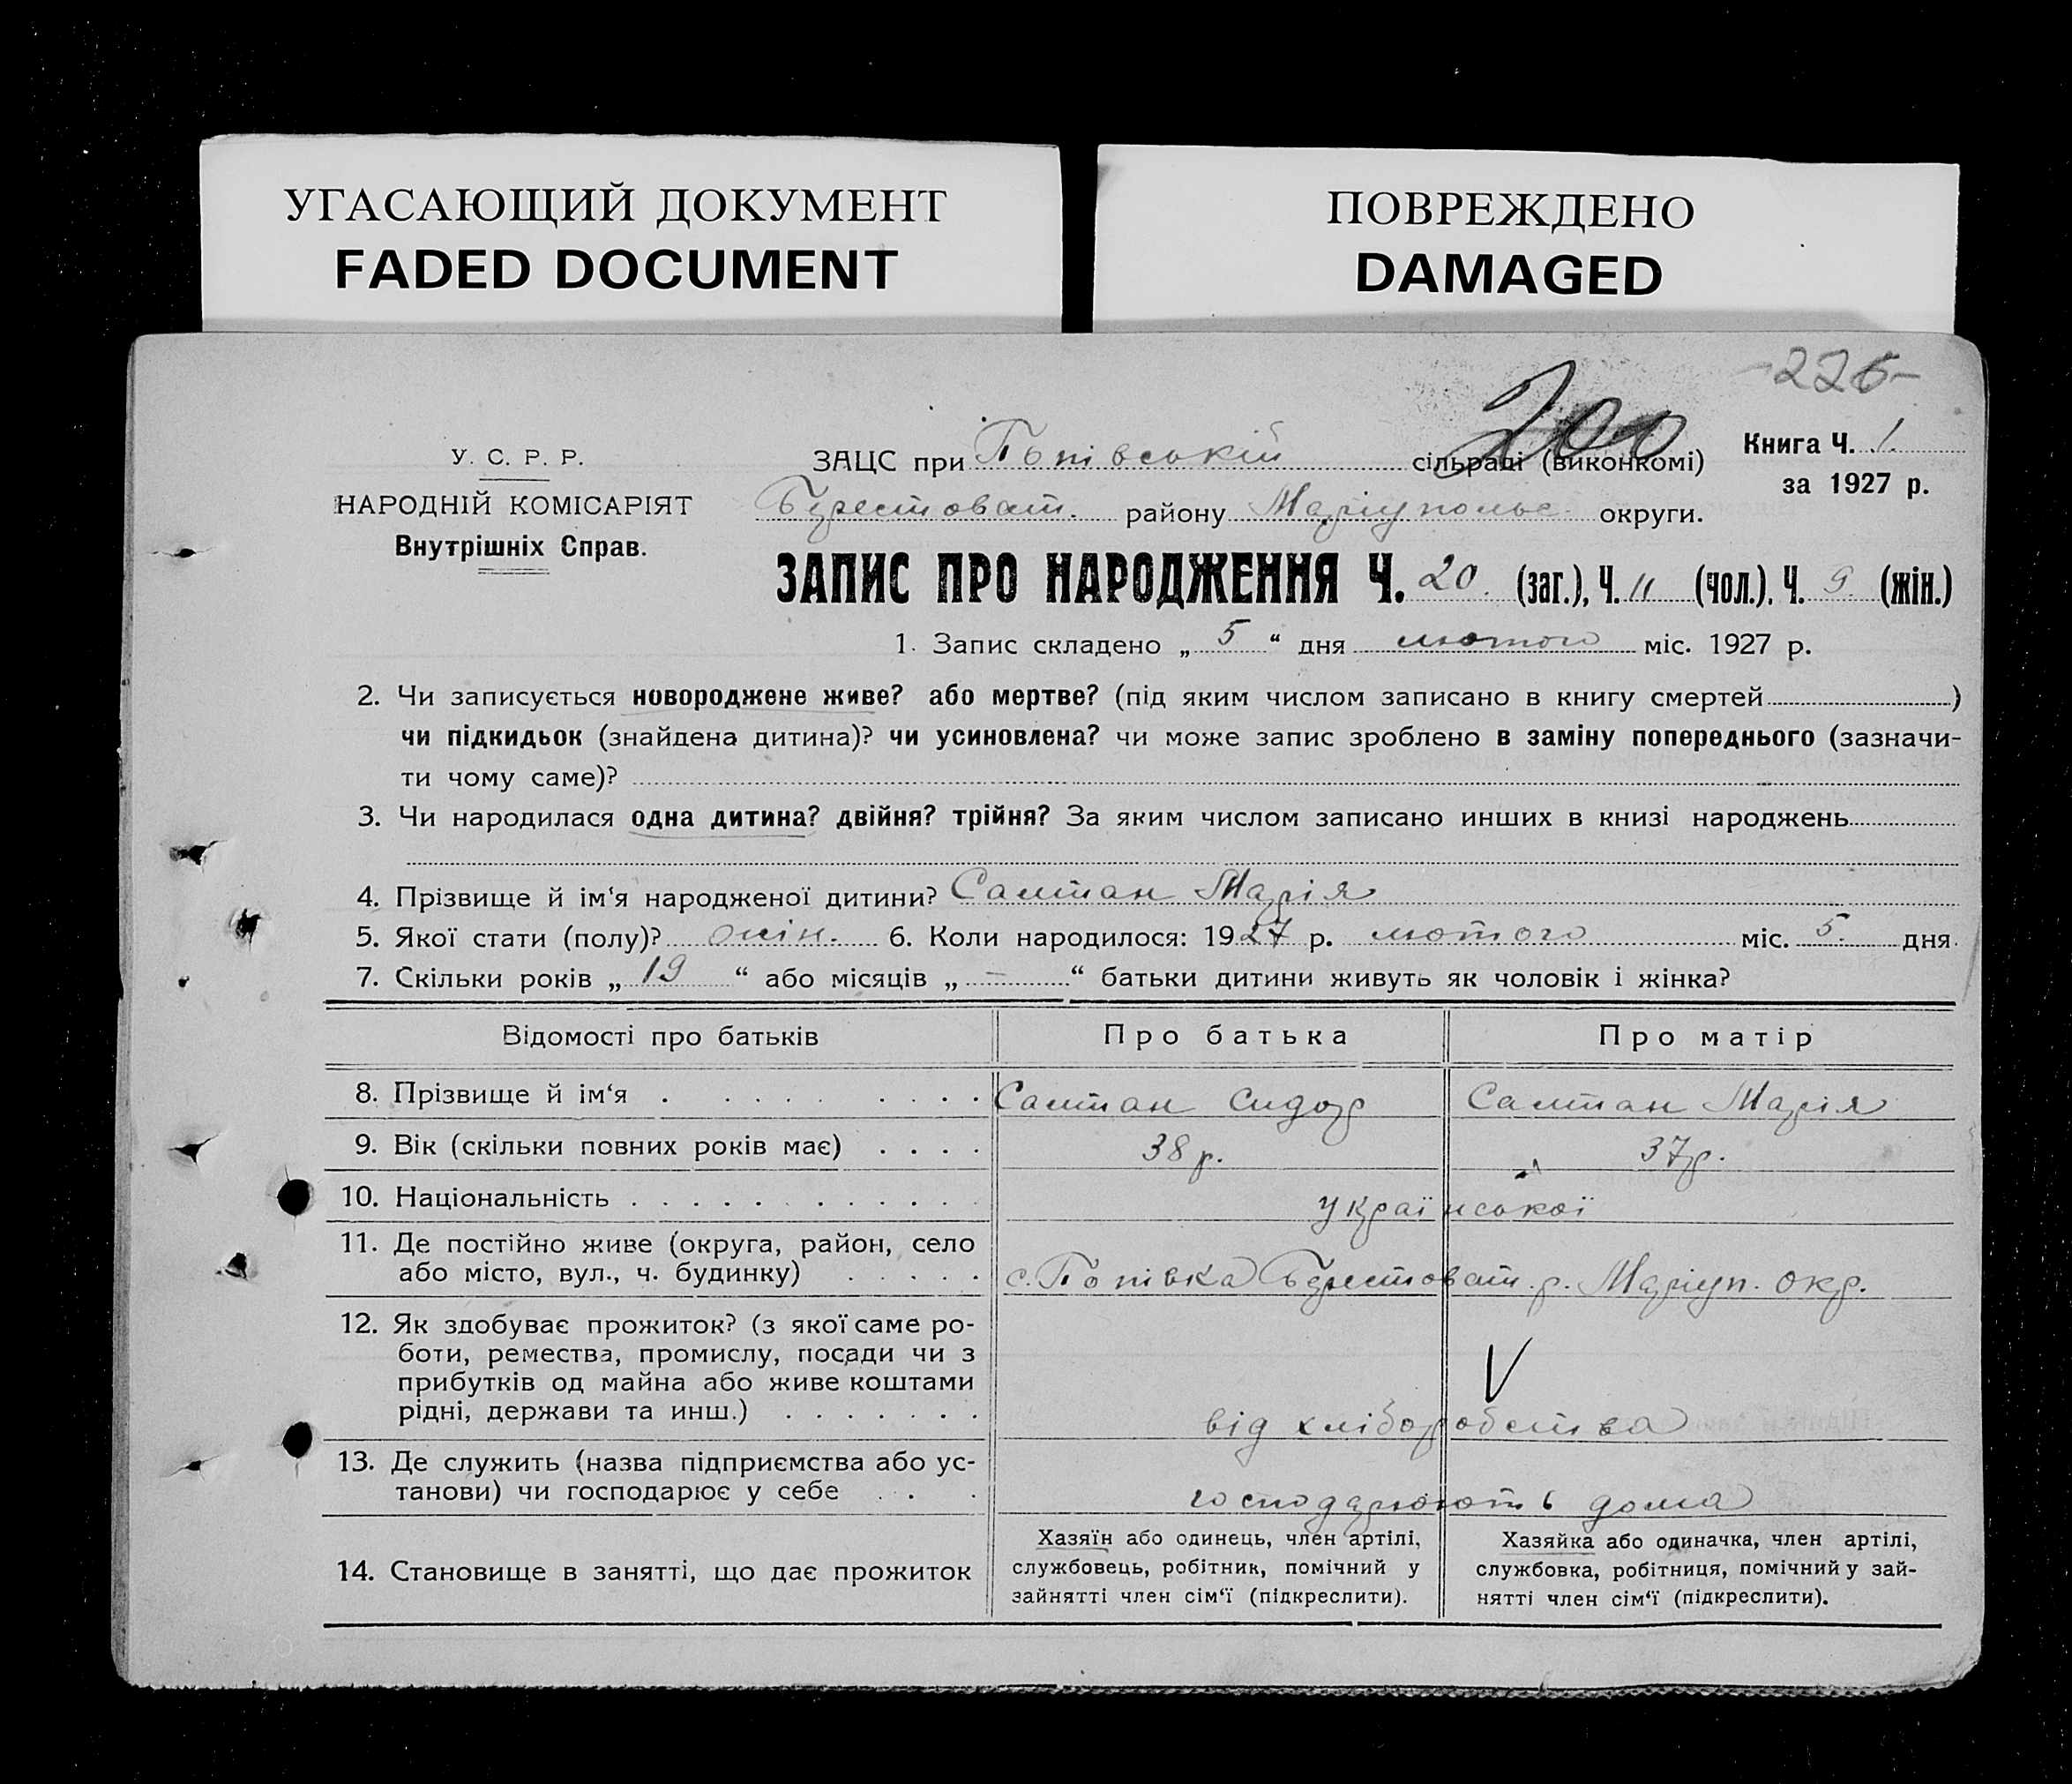 УГАСАЮЩИЙ ДОКУМЕНТ
FADED DOCUMENT
ПОВРЕЖДЕНО
DAMAGED
-226-
200
У. С. Р. Р.
НАРОДНІЙ КОМІСАРІЯТ
Внутрішніх Справ.
ЗАЦС при Попівській сільраді (виконкомі)
Берестоват. району Маріупольс. округи.
Книга Ч. 1.
за 1927 р.
ЗАПИС ПРО НАРОДЖЕННЯ Ч. 20. (заг.), Ч. 11 (чол.), Ч. 9. (жін.)
1. Запис складено „ 5 “ дня лютого міс. 1927 р.
2. Чи записується новороджене живе? або мертве? (під яким числом записано в книгу смертей )
чи підкидьок (знайдена дитина)? чи усиновлена? чи може запис зроблено в заміну попереднього (зазначи-
ти чому саме)?
3. Чи народилася одна дитина? двійня? трійня? За яким числом записано инших в книзі народжень
4. Прізвище й ім‘я народженої дитини? Салтан Марія
5. Якої стати (полу)? жін. 6. Коли народилося: 1927 р. лютого міс. 5. дня
7. Скільки років „ 19 “ або місяців „ – “ батьки дитини живуть як чоловік і жінка?
Відомості про батьків Про батька Про матір
8. Прізвище й ім‘я Салтан Сидор Салтан Марія
9. Вік (скільки повних років має) 38 р. 37 р.
10. Національність української
11. Де постійно живе (округа, район, село
або місто, вул., ч. будинку) с. Попівка Берестоват. р. Маріуп. окр.
12. Як здобуває прожиток? (з якої саме ро-
боти, ремества, промислу, посади чи з
прибутків од майна або живе коштами
рідні, держави та инш.) від хліборобства
13. Де служить (назва підприємства або ус-
танови) чи господарює у себе господарюють дома
14. Становище в занятті, що дає прожиток
Хазяїн або одинець, член артілі,
службовець, робітник, помічний у
зайнятті член сім‘ї (підкреслити).
Хазяйка або одиначка, член артілі,
службовка, робітниця, помічний у зай-
нятті член сім‘ї (підкреслити).